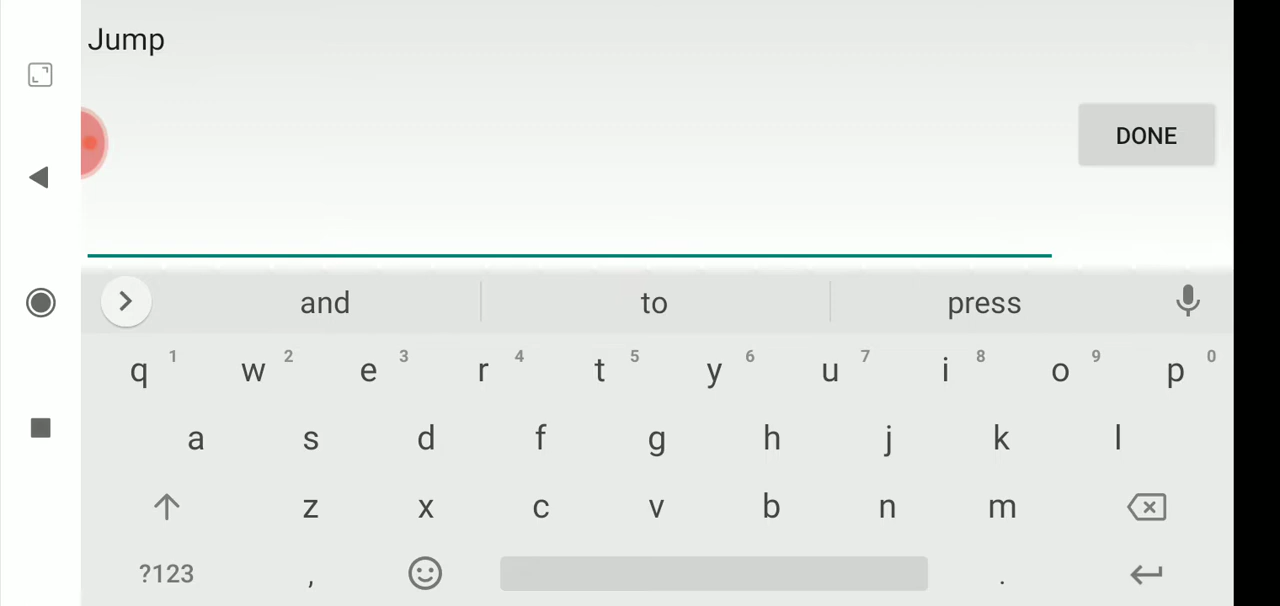 Jump
DONE
and to press
q 1 w 2 e 3 r 4 t 5 y 6 u 7 i 8 o 9 p 0
a s d f g h j k l
z x c v b n m
?123 , .